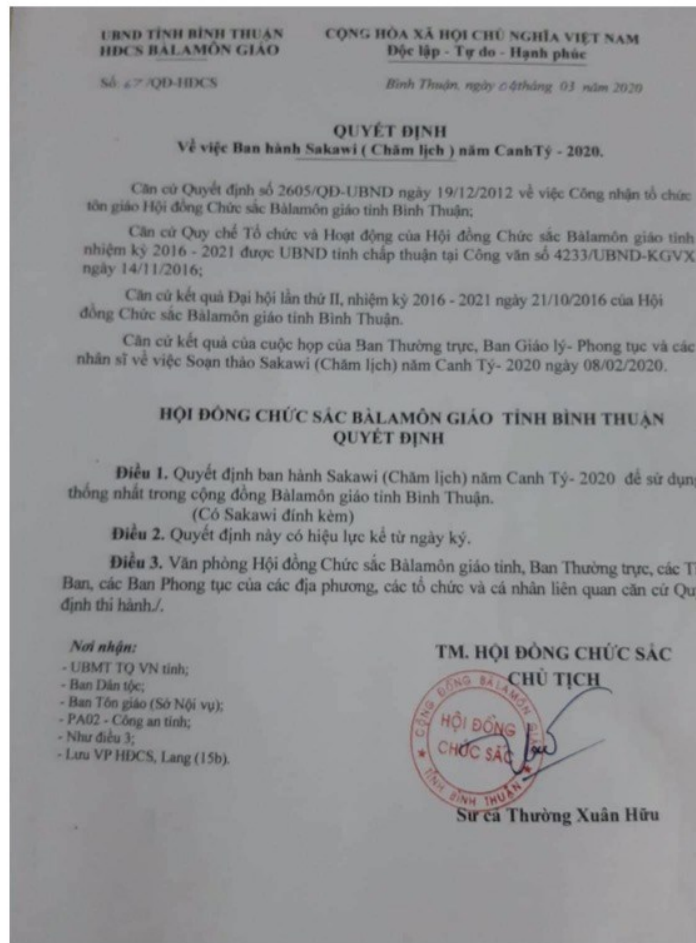 UBND TỈNH BÌNH THUẬN
HĐCS BÀLAMÔN GIÁO
CỘNG HÒA XÃ HỘI CHỦ NGHĨA VIỆT NAM
Độc lập - Tự do - Hạnh phúc
Số: 67/QĐ-HĐCS
Bình Thuận, ngày 04 tháng 03 năm 2020
QUYẾT ĐỊNH
Về việc Ban hành Sakawi ( Chăm lịch ) năm CanhTý - 2020.
Căn cứ Quyết định số 2605/QĐ-UBND ngày 19/12/2012 về việc Công nhận tổ chức
tôn giáo Hội đồng Chức sắc Bàlamôn giáo tỉnh Bình Thuận;
Căn cứ Quy chế Tổ chức và Hoạt động của Hội đồng Chức sắc Bàlamôn giáo tỉnh
nhiệm kỳ 2016 - 2021 được UBND tỉnh chấp thuận tại Công văn số 4233/UBND-KGVX
ngày 14/11/2016;
Căn cứ kết quả Đại hội lần thứ II, nhiệm kỳ 2016 - 2021 ngày 21/10/2016 của Hội
đồng Chức sắc Bàlamôn giáo tỉnh Bình Thuận.
Căn cứ kết quả của cuộc họp của Ban Thường trực, Ban Giáo lý- Phong tục và các
nhân sĩ về việc Soạn thảo Sakawi (Chăm lịch) năm Canh Tý- 2020 ngày 08/02/2020.
HỘI ĐỒNG CHỨC SẮC BÀLAMÔN GIÁO TỈNH BÌNH THUẬN
QUYẾT ĐỊNH
Điều 1. Quyết định ban hành Sakawi (Chăm lịch) năm Canh Tý- 2020 để sử dụng
thống nhất trong cộng đồng Bàlamôn giáo tỉnh Bình Thuận.
(Có Sakawi đính kèm)
Điều 2. Quyết định này có hiệu lực kể từ ngày ký.
Điều 3. Văn phòng Hội đồng Chức sắc Bàlamôn giáo tỉnh, Ban Thường trực, các T
Ban, các Ban Phong tục của các địa phương, các tổ chức và cá nhân liên quan căn cứ Qu
định thi hành./.
Nơi nhận:
- UBMT TQ VN tỉnh;
- Ban Dân tộc;
- Ban Tôn giáo (Sở Nội vụ);
- PA02 - Công an tỉnh;
- Như điều 3;
- Lưu VP HĐCS, Lang (15b).
TM. HỘI ĐỒNG CHỨC SẮC
CHỦ TỊCH
CỘNG ĐỒNG BÀLAMÔN GIÁO
HỘI ĐỒNG
CHỨC SẮC
TỈNH BÌNH THUẬN
Sư cả Thường Xuân Hữu